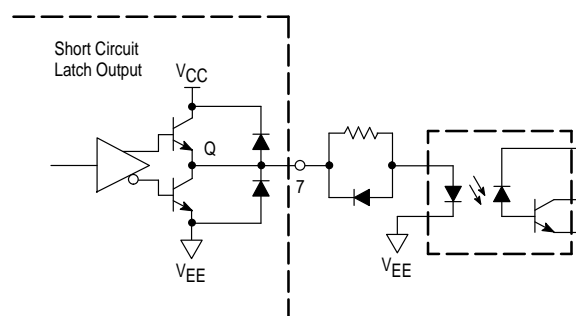 Short Circuit
Latch Output
VCC
Q
7
VEE
VEE